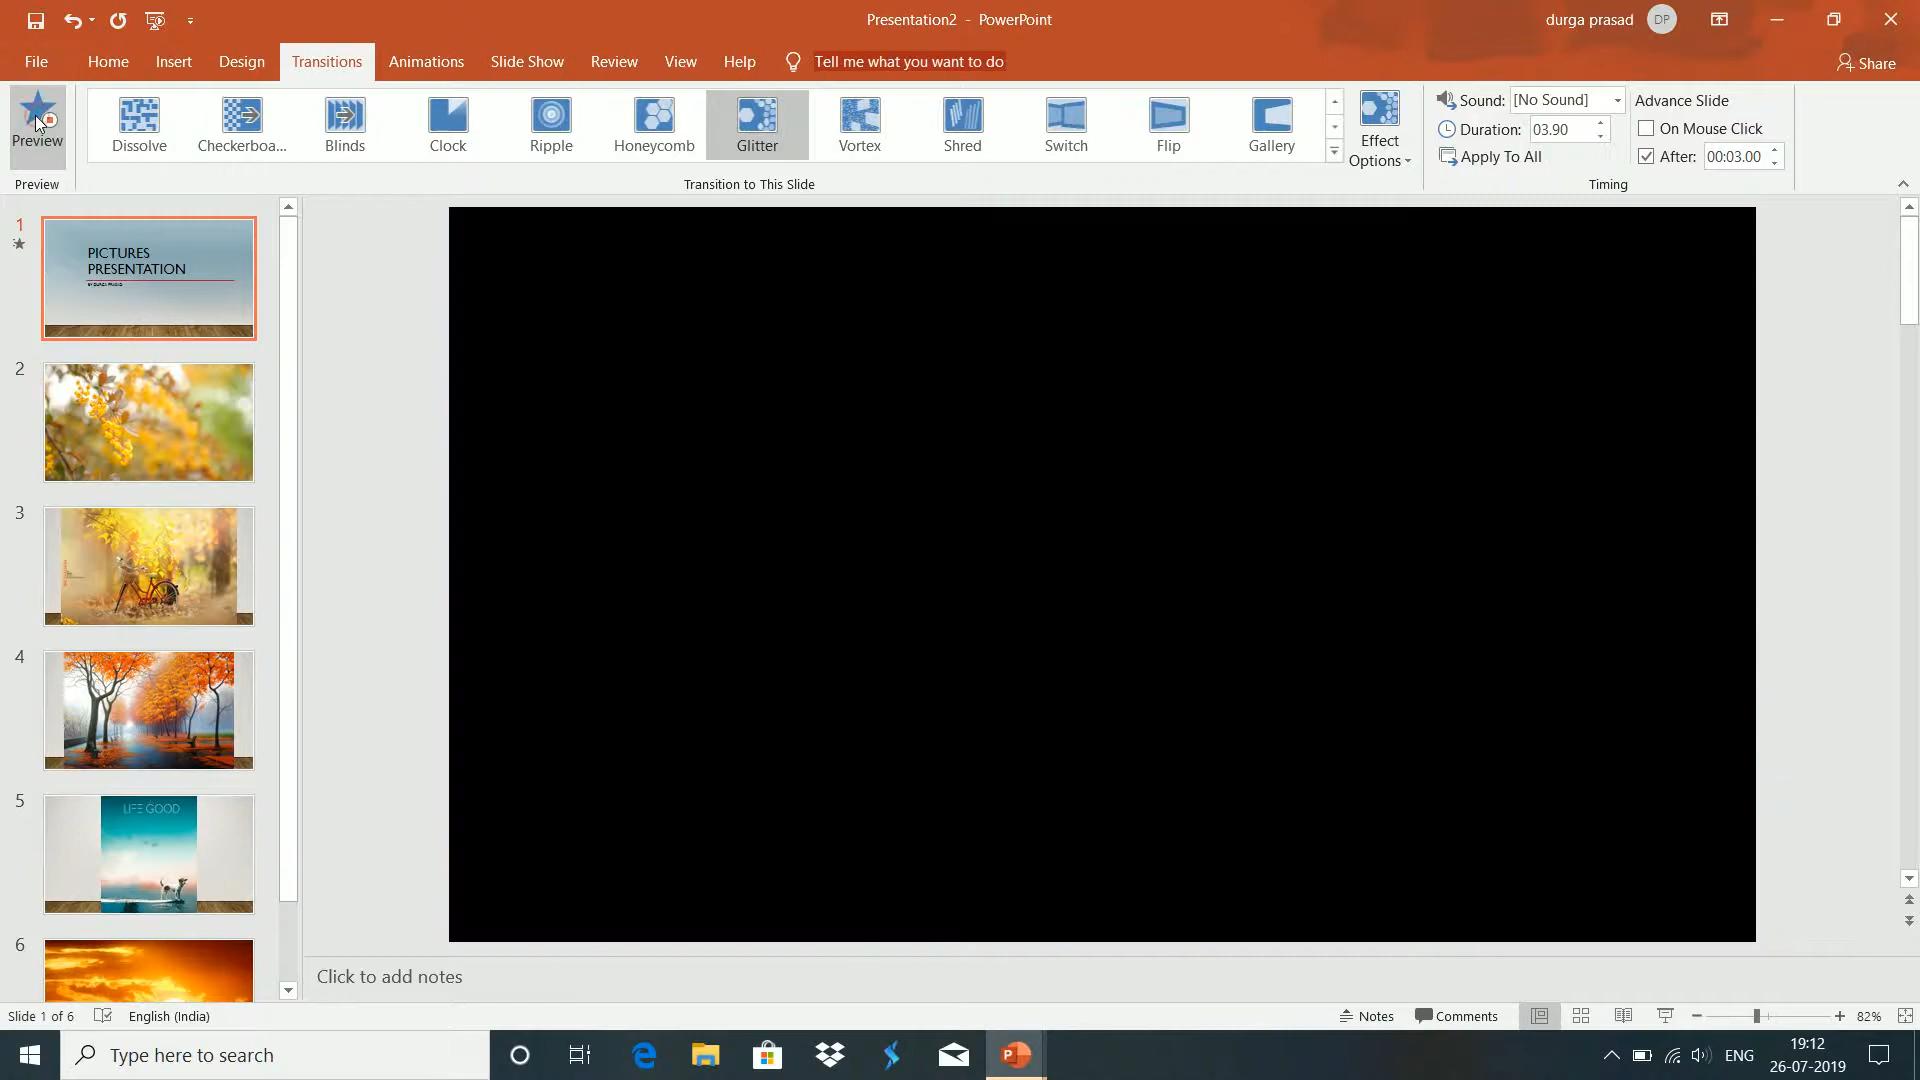 Presentation2 - PowerPoint
durga prasad
DP
File
Home
Insert
Design
Transitions
Animations
Slide Show
Review
View
Help
Tell me what you want to do
Share
Preview
Dissolve
Checkerboa...
Blinds
Clock
Ripple
Honeycomb
Glitter
Vortex
Shred
Switch
Flip
Gallery
Effect
Options
Sound: [No Sound]
Duration: 03.90
Apply To All
Advance Slide
On Mouse Click
After: 00:03.00
Preview
Transition to This Slide
Timing
1
PICTURES
PRESENTATION
BY DURGA PRASAD
2
3
4
5
LIFE GOOD
6
Click to add notes
Slide 1 of 6
English (India)
Notes
Comments
82%
Type here to search
ENG
19:12
26-07-2019